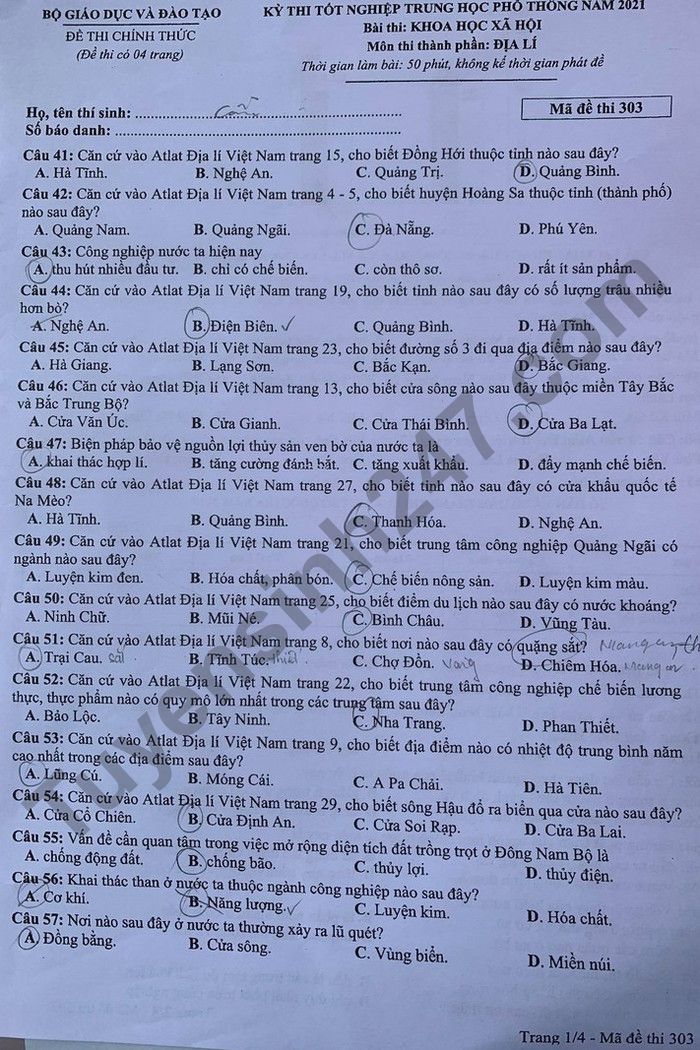 BỘ GIÁO DỤC VÀ ĐÀO TẠO
ĐỀ THI CHÍNH THỨC
(Đề thi có 04 trang)
KỲ THI TỐT NGHIỆP TRUNG HỌC PHỔ THÔNG NĂM 2021
Bài thi: KHOA HỌC XÃ HỘI
Môn thi thành phần: ĐỊA LÍ
Thời gian làm bài: 50 phút, không kể thời gian phát đề
Họ, tên thí sinh: ..........
Số báo danh: ..........
Mã đề thi 303
Câu 41: Căn cứ vào Atlat Địa lí Việt Nam trang 15, cho biết Đồng Hới thuộc tỉnh nào sau đây?
A. Hà Tĩnh. B. Nghệ An. C. Quảng Trị. D. Quảng Bình.
Câu 42: Căn cứ vào Atlat Địa lí Việt Nam trang 4 - 5, cho biết huyện Hoàng Sa thuộc tỉnh (thành phố)
nào sau đây?
A. Quảng Nam. B. Quảng Ngãi. C. Đà Nẵng. D. Phú Yên.
Câu 43: Công nghiệp nước ta hiện nay
A. thu hút nhiều đầu tư. B. chỉ có chế biến. C. còn thô sơ. D. rất ít sản phẩm.
Câu 44: Căn cứ vào Atlat Địa lí Việt Nam trang 19, cho biết tỉnh nào sau đây có số lượng trâu nhiều
hơn bò?
A. Nghệ An. B. Điện Biên. C. Quảng Bình. D. Hà Tĩnh.
Câu 45: Căn cứ vào Atlat Địa lí Việt Nam trang 23, cho biết đường số 3 đi qua địa điểm nào sau đây?
A. Hà Giang. B. Lạng Sơn. C. Bắc Kạn. D. Bắc Giang.
Câu 46: Căn cứ vào Atlat Địa lí Việt Nam trang 13, cho biết cửa sông nào sau đây thuộc miền Tây Bắc
và Bắc Trung Bộ?
A. Cửa Văn Úc. B. Cửa Gianh. C. Cửa Thái Bình. D. Cửa Ba Lạt.
Câu 47: Biện pháp bảo vệ nguồn lợi thủy sản ven bờ của nước ta là
A. khai thác hợp lí. B. tăng cường đánh bắt. C. tăng xuất khẩu. D. đẩy mạnh chế biến.
Câu 48: Căn cứ vào Atlat Địa lí Việt Nam trang 27, cho biết tỉnh nào sau đây có cửa khẩu quốc tế
Na Mèo?
A. Hà Tĩnh. B. Quảng Bình. C. Thanh Hóa. D. Nghệ An.
Câu 49: Căn cứ vào Atlat Địa lí Việt Nam trang 21, cho biết trung tâm công nghiệp Quảng Ngãi có
ngành nào sau đây?
A. Luyện kim đen. B. Hóa chất, phân bón. C. Chế biến nông sản. D. Luyện kim màu.
Câu 50: Căn cứ vào Atlat Địa lí Việt Nam trang 25, cho biết điểm du lịch nào sau đây có nước khoáng?
A. Ninh Chữ. B. Mũi Né. C. Bình Châu. D. Vũng Tàu.
Câu 51: Căn cứ vào Atlat Địa lí Việt Nam trang 8, cho biết nơi nào sau đây có quặng sắt?
A. Trại Cau. sắt B. Tĩnh Túc. thiếc C. Chợ Đồn. vang D. Chiêm Hóa.
Câu 52: Căn cứ vào Atlat Địa lí Việt Nam trang 22, cho biết trung tâm công nghiệp chế biến lương
thực, thực phẩm nào có quy mô lớn nhất trong các trung tâm sau đây?
A. Bảo Lộc. B. Tây Ninh. C. Nha Trang. D. Phan Thiết.
Câu 53: Căn cứ vào Atlat Địa lí Việt Nam trang 9, cho biết địa điểm nào có nhiệt độ trung bình năm
cao nhất trong các địa điểm sau đây?
A. Lũng Cú. B. Móng Cái. C. A Pa Chải. D. Hà Tiên.
Câu 54: Căn cứ vào Atlat Địa lí Việt Nam trang 29, cho biết sông Hậu đổ ra biển qua cửa nào sau đây?
A. Cửa Cổ Chiên. B. Cửa Định An. C. Cửa Soi Rạp. D. Cửa Ba Lai.
Câu 55: Vấn đề cần quan tâm trong việc mở rộng diện tích đất trồng trọt ở Đông Nam Bộ là
A. chống động đất. B. chống bão. C. thủy lợi. D. thủy điện.
Câu 56: Khai thác than ở nước ta thuộc ngành công nghiệp nào sau đây?
A. Cơ khí. B. Năng lượng. C. Luyện kim. D. Hóa chất.
Câu 57: Nơi nào sau đây ở nước ta thường xảy ra lũ quét?
A. Đồng bằng. B. Cửa sông. C. Vùng biển. D. Miền núi.
Trang 1/4 - Mã đề thi 303
Tuyensinh247.com